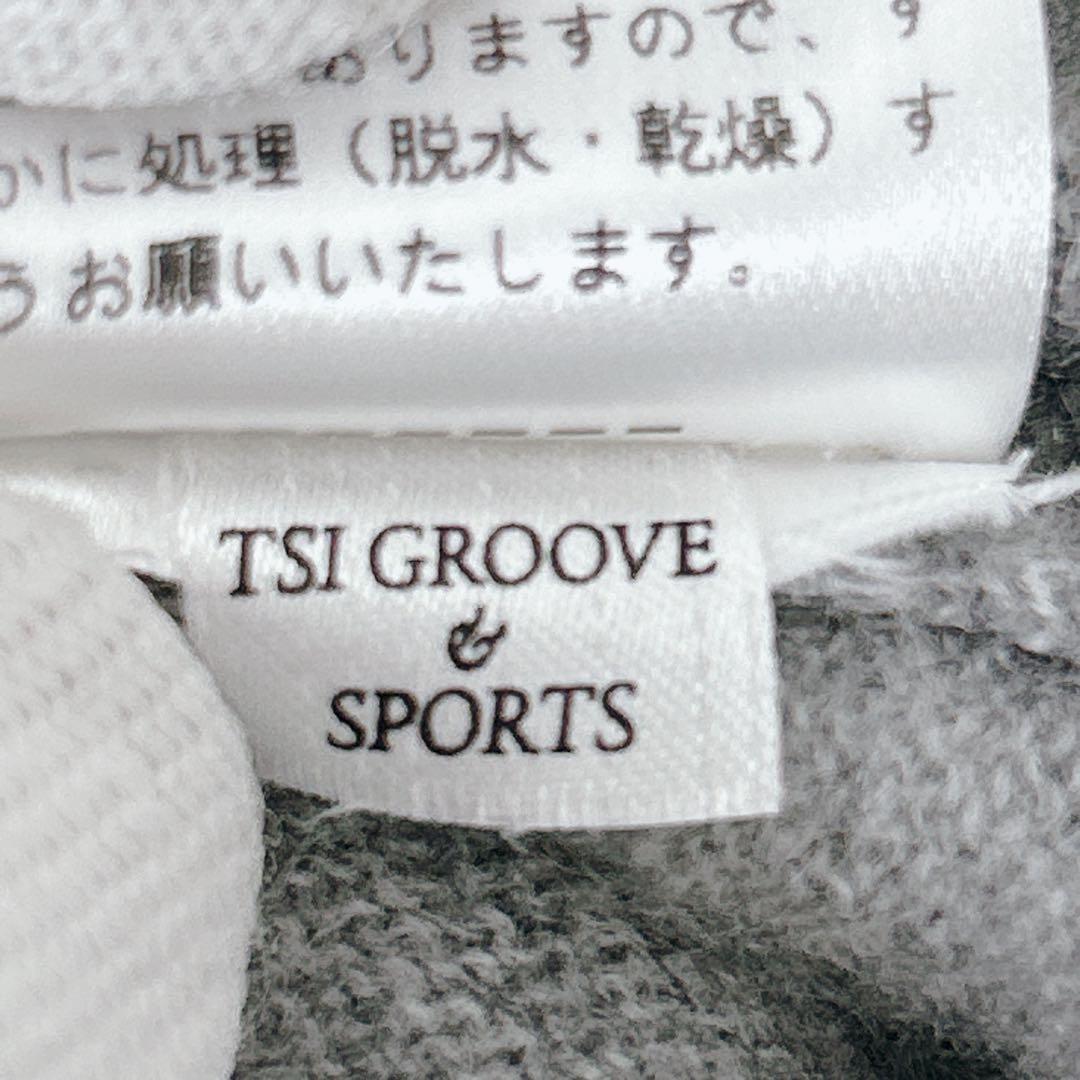 ありますので、す
かに処理（脱水・乾燥）す
うお願いいたします。
TSI GROOVE
&
SPORTS